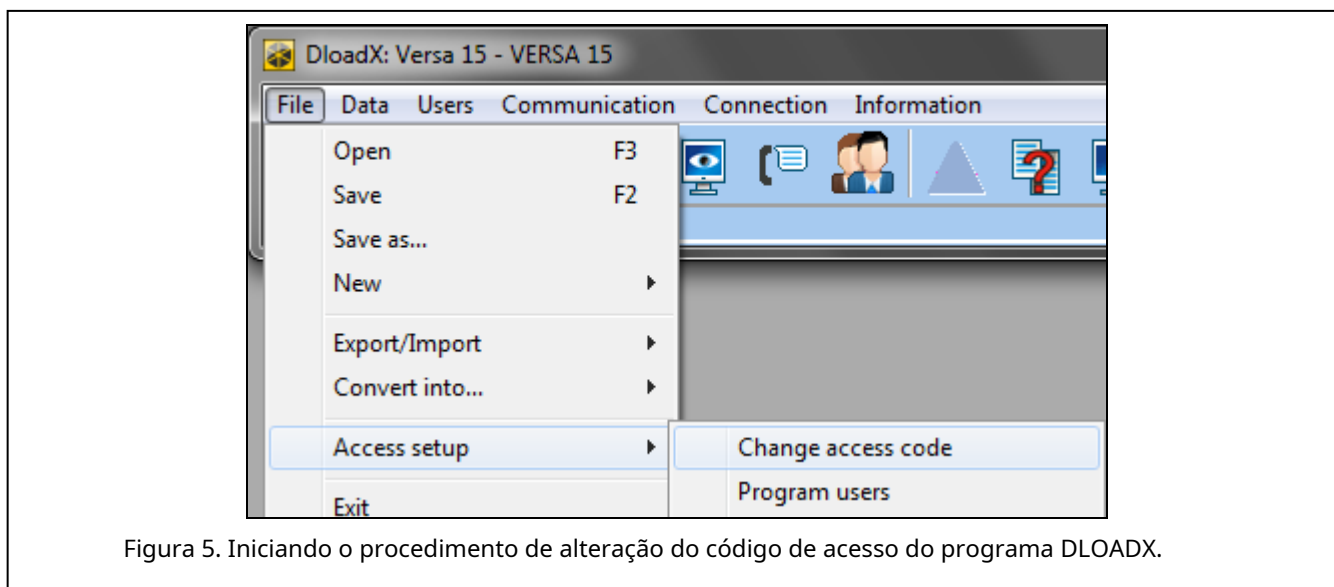 DloadX: Versa 15 - VERSA 15
File Data Users Communication Connection Information
Open F3
Save F2
Save as...
New
Export/Import
Convert into...
Access setup
Change access code
Program users
Exit
Figura 5. Iniciando o procedimento de alteração do código de acesso do programa DLOADX.